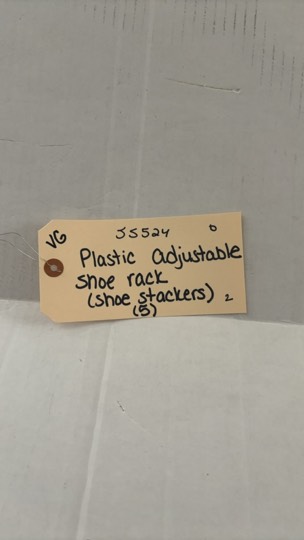 VG
JS524
0
Plastic Adjustable
Shoe rack
(shoe stackers) 2
(5)